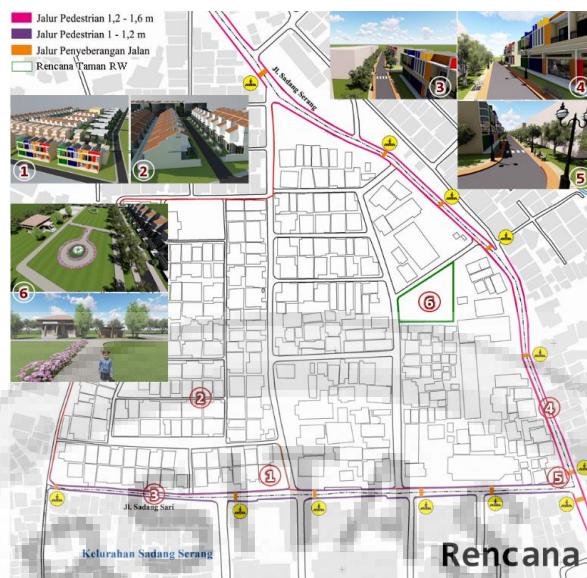 Jalur Pedestrian 1,2 - 1,6 m
Jalur Pedestrian 1 - 1,2 m
Jalur Penyeberangan Jalan
Rencana Taman RW
Jl. Sadang Serang
3
4
1
2
5
6
6
2
4
1
5
3
Jl. Sadang Sari
Kelurahan Sadang Serang
Rencana